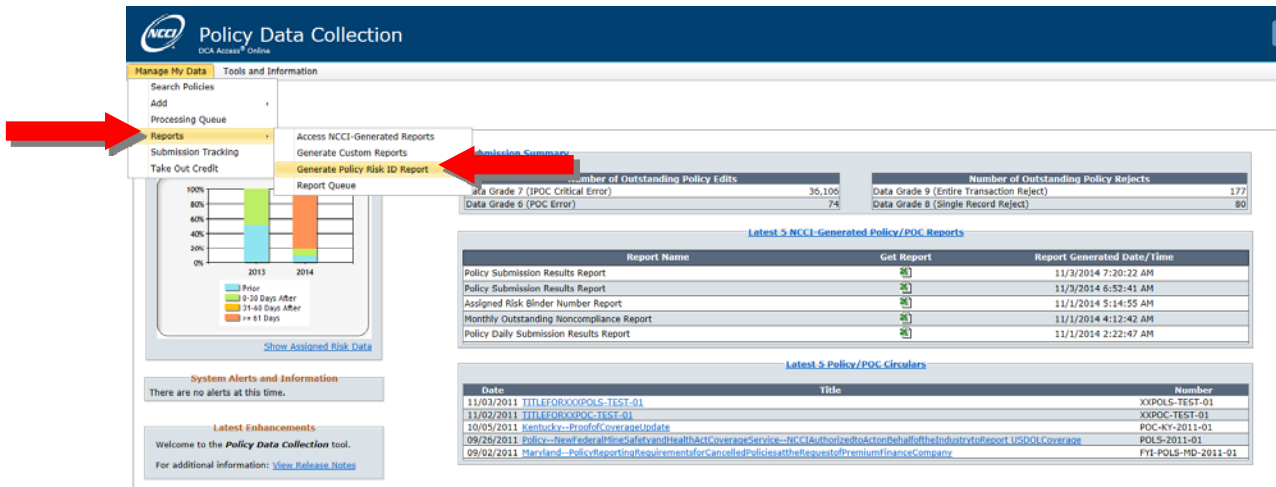 NCCI
Policy Data Collection
DCA Access® Online
Manage My Data Tools and Information
Search Policies
Add
Processing Queue
Reports
Submission Tracking
Take Out Credit
Access NCCI-Generated Reports
Generate Custom Reports
Generate Policy Risk ID Report
Report Queue
100%
80%
60%
40%
20%
0%
2013 2014
Prior
0-30 Days After
31-60 Days After
>= 61 Days
Show Assigned Risk Data
System Alerts and Information
There are no alerts at this time.
Latest Enhancements
Welcome to the Policy Data Collection tool.
For additional information: View Release Notes
Submission Summary
Number of Outstanding Policy Edits
Data Grade 7 (IPOC Critical Error) 36,106
Data Grade 6 (POC Error) 74
Number of Outstanding Policy Rejects
Data Grade 9 (Entire Transaction Reject) 177
Data Grade 8 (Single Record Reject) 80
Latest 5 NCCI-Generated Policy/POC Reports
Report Name Get Report Report Generated Date/Time
Policy Submission Results Report 11/3/2014 7:20:22 AM
Policy Submission Results Report 11/3/2014 6:52:41 AM
Assigned Risk Binder Number Report 11/1/2014 5:14:55 AM
Monthly Outstanding Noncompliance Report 11/1/2014 4:12:42 AM
Policy Daily Submission Results Report 11/1/2014 2:22:47 AM
Latest 5 Policy/POC Circulars
Date Title Number
11/03/2011 TITLEFORXXXPOLS-TEST-01 XXPOLS-TEST-01
11/02/2011 TITLEFORXXPOC-TEST-01 XXPOC-TEST-01
10/05/2011 Kentucky--ProofofCoverageUpdate POC-KY-2011-01
09/26/2011 Policy--NewFederalMineSafetyandHealthActCoverageService--NCCIAuthorizedtoActonBehalfoftheIndustrytoReport USDOLCoverage POLS-2011-01
09/02/2011 Maryland--PolicyReportingRequirementsforCancelledPoliciesattheRequestofPremiumFinanceCompany FYI-POLS-MD-2011-01